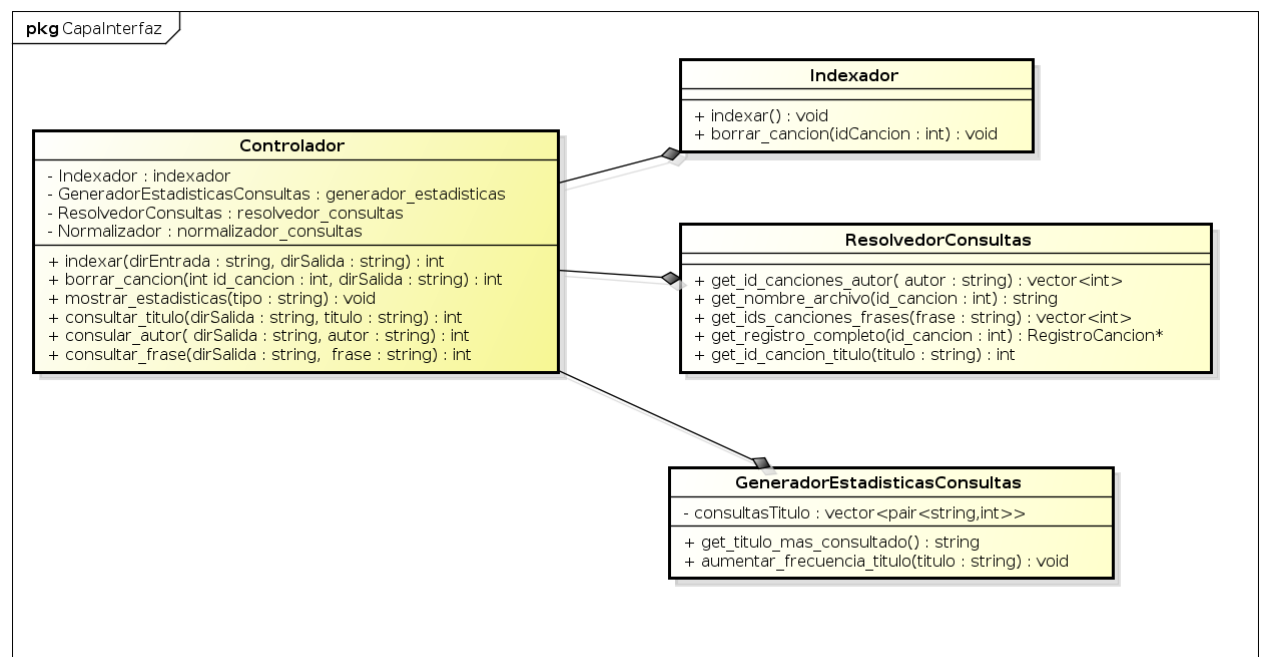 pkg CapaInterfaz
Controlador
- Indexador : indexador
- GeneradorEstadisticasConsultas : generador_estadisticas
- ResolvedorConsultas : resolvedor_consultas
- Normalizador : normalizador_consultas
+ indexar(dirEntrada : string, dirSalida : string) : int
+ borrar_cancion(int id_cancion : int, dirSalida : string) : int
+ mostrar_estadisticas(tipo : string) : void
+ consultar_titulo(dirSalida : string, titulo : string) : int
+ consular_autor( dirSalida : string, autor : string) : int
+ consultar_frase(dirSalida : string,  frase : string) : int
Indexador
+ indexar() : void
+ borrar_cancion(idCancion : int) : void
ResolvedorConsultas
+ get_id_canciones_autor( autor : string) : vector<int>
+ get_nombre_archivo(id_cancion : int) : string
+ get_ids_canciones_frases(frase : string) : vector<int>
+ get_registro_completo(id_cancion : int) : RegistroCancion*
+ get_id_cancion_titulo(titulo : string) : int
GeneradorEstadisticasConsultas
- consultasTitulo : vector<pair<string,int>>
+ get_titulo_mas_consultado() : string
+ aumentar_frecuencia_titulo(titulo : string) : void